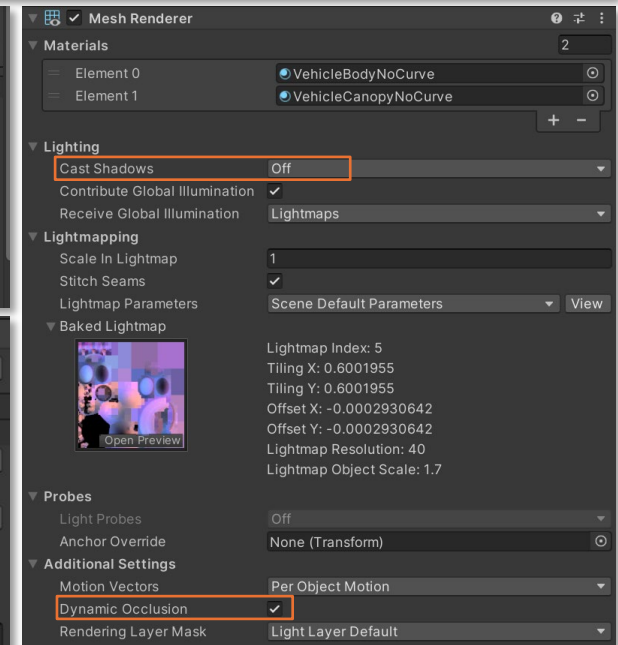 Mesh Renderer
Materials 2
Element 0 VehicleBodyNoCurve
Element 1 VehicleCanopyNoCurve
+ −
Lighting
Cast Shadows Off
Contribute Global Illumination
Receive Global Illumination Lightmaps
Lightmapping
Scale In Lightmap 1
Stitch Seams
Lightmap Parameters Scene Default Parameters View
Baked Lightmap
Lightmap Index: 5
Tiling X: 0.6001955
Tiling Y: 0.6001955
Offset X: -0.0002930642
Offset Y: -0.0002930642
Lightmap Resolution: 40
Open Preview
Lightmap Object Scale: 1.7
Probes
Light Probes Off
Anchor Override None (Transform)
Additional Settings
Motion Vectors Per Object Motion
Dynamic Occlusion
Rendering Layer Mask Light Layer Default